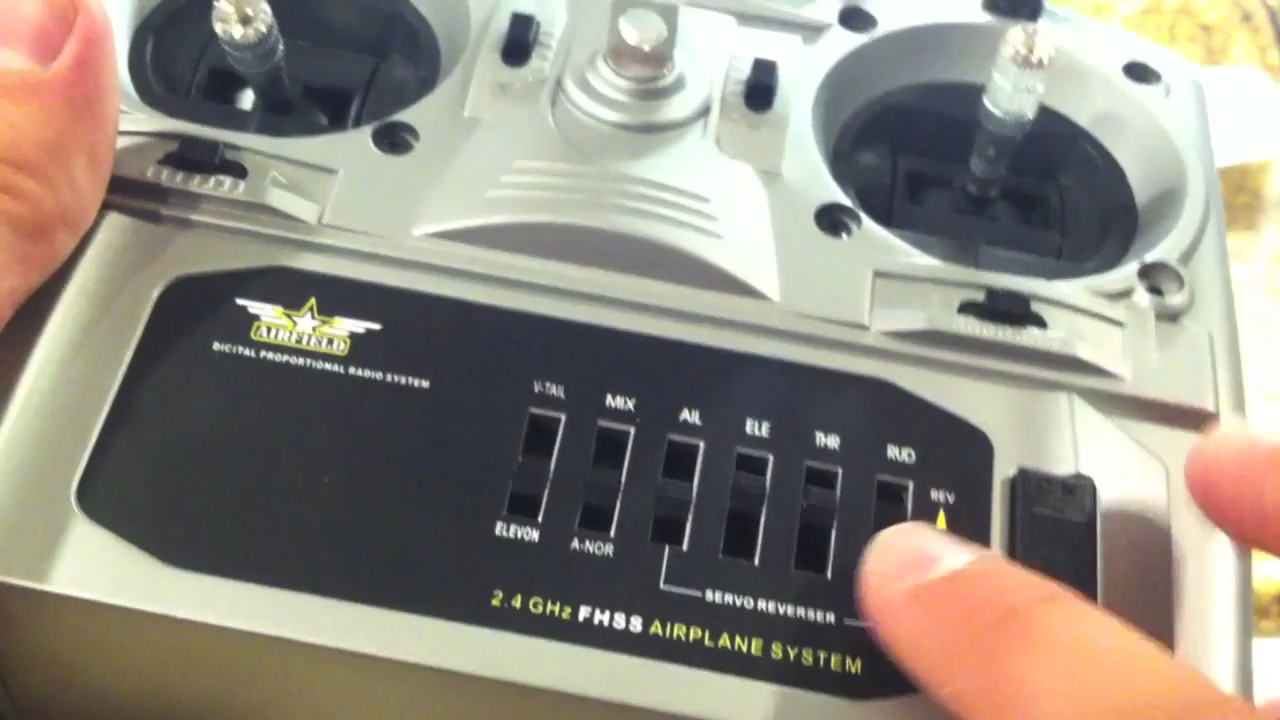 AIRFIELD
DIGITAL PROPORTIONAL RADIO SYSTEM
V-TAIL MIX AIL ELE THR RUD
REV
ELEVON A-NOR
SERVO REVERSER
2.4 GHz FHSS AIRPLANE SYSTEM